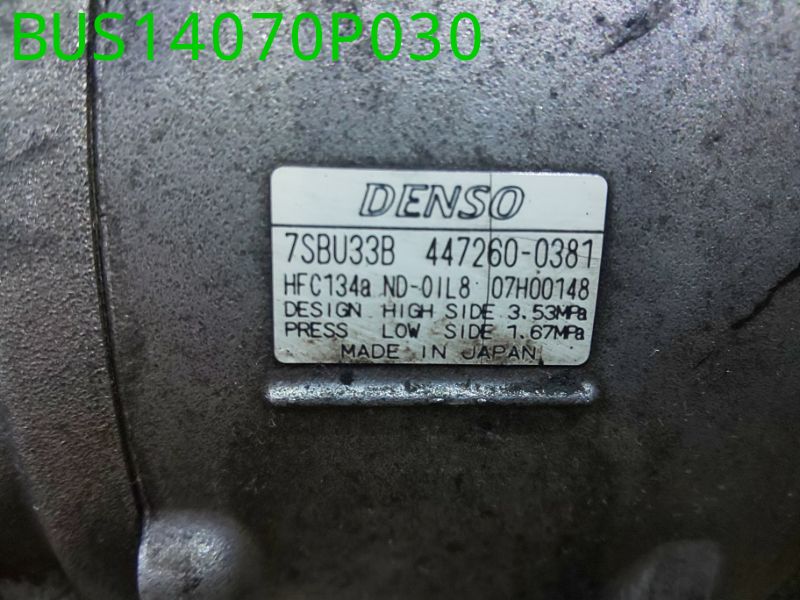 BUS14070P030
DENSO
7SBU33B 447260-0381
HFC134a ND-OIL8 07H00148
DESIGN HIGH SIDE 3.53MPa
PRESS LOW SIDE 1.67MPa
MADE IN JAPAN